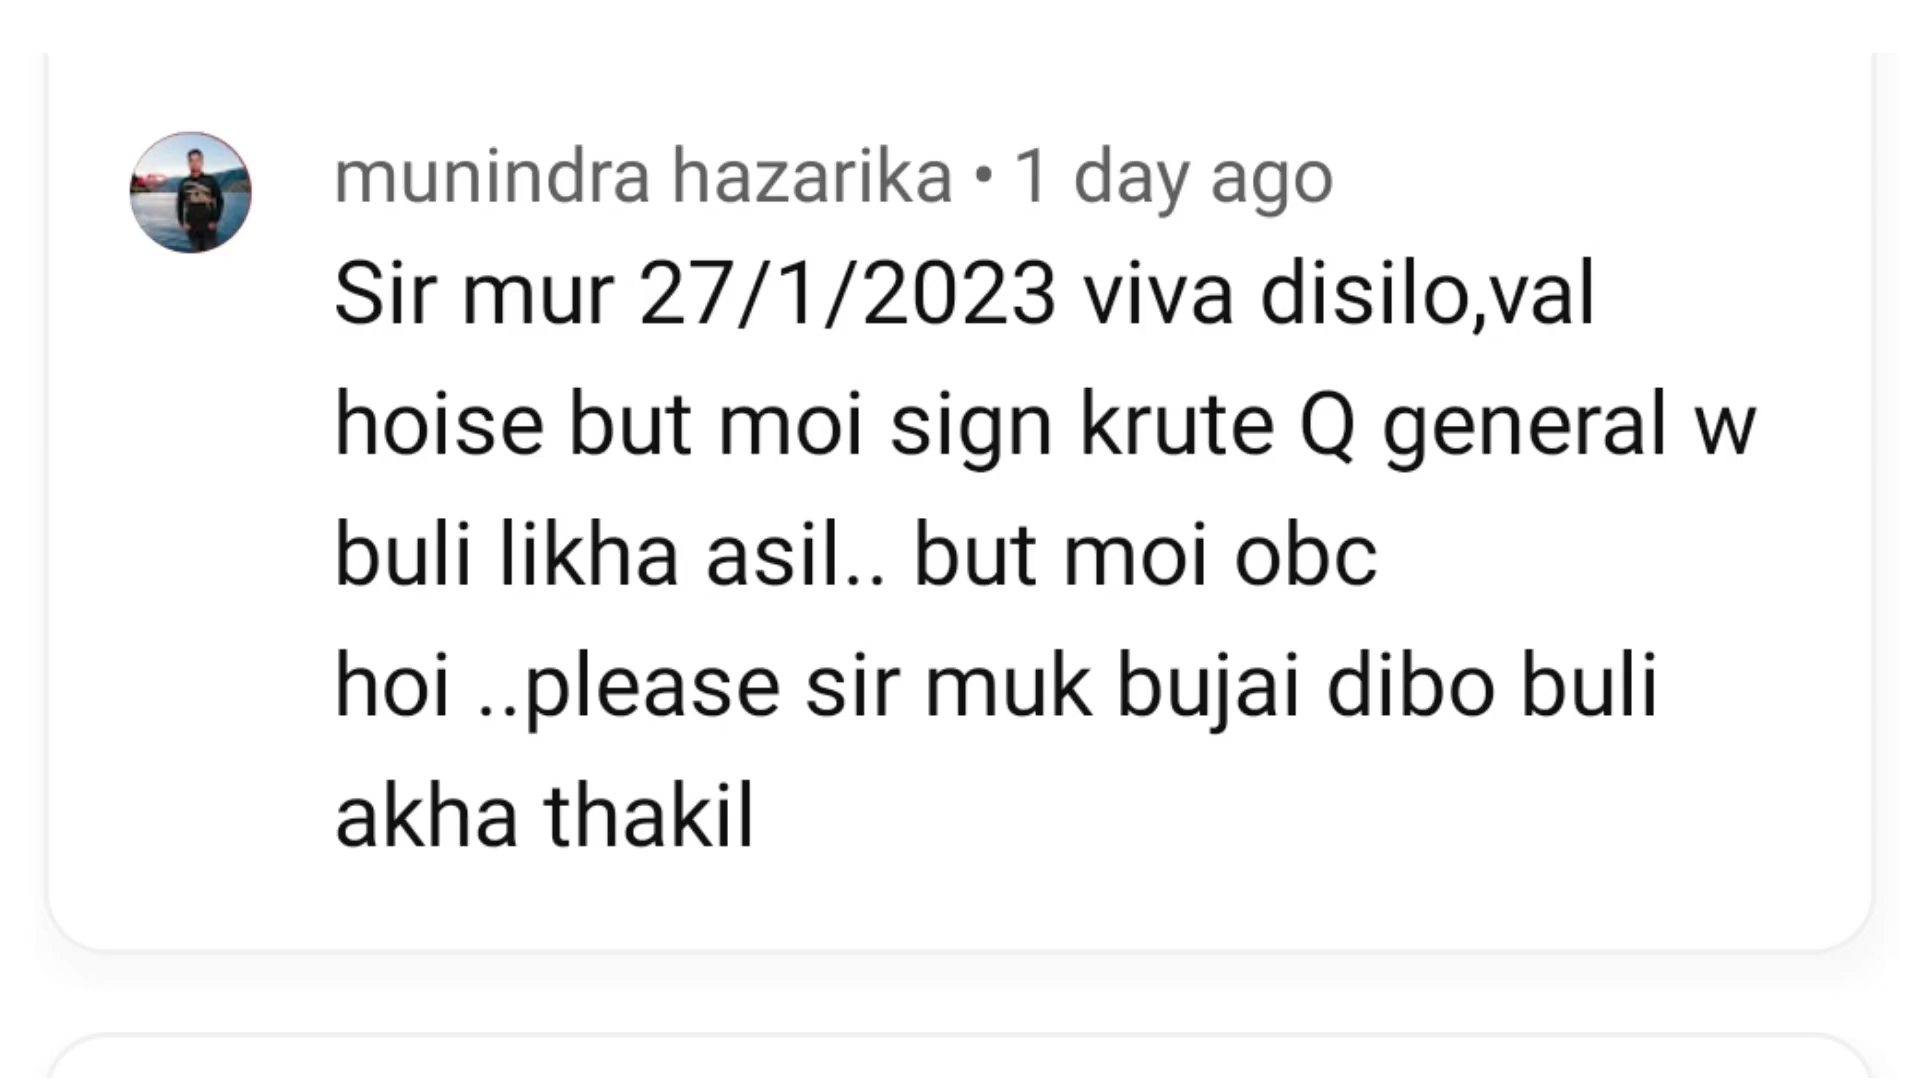 munindra hazarika • 1 day ago
Sir mur 27/1/2023 viva disilo,val
hoise but moi sign krute Q general w
buli likha asil.. but moi obc
hoi ..please sir muk bujai dibo buli
akha thakil